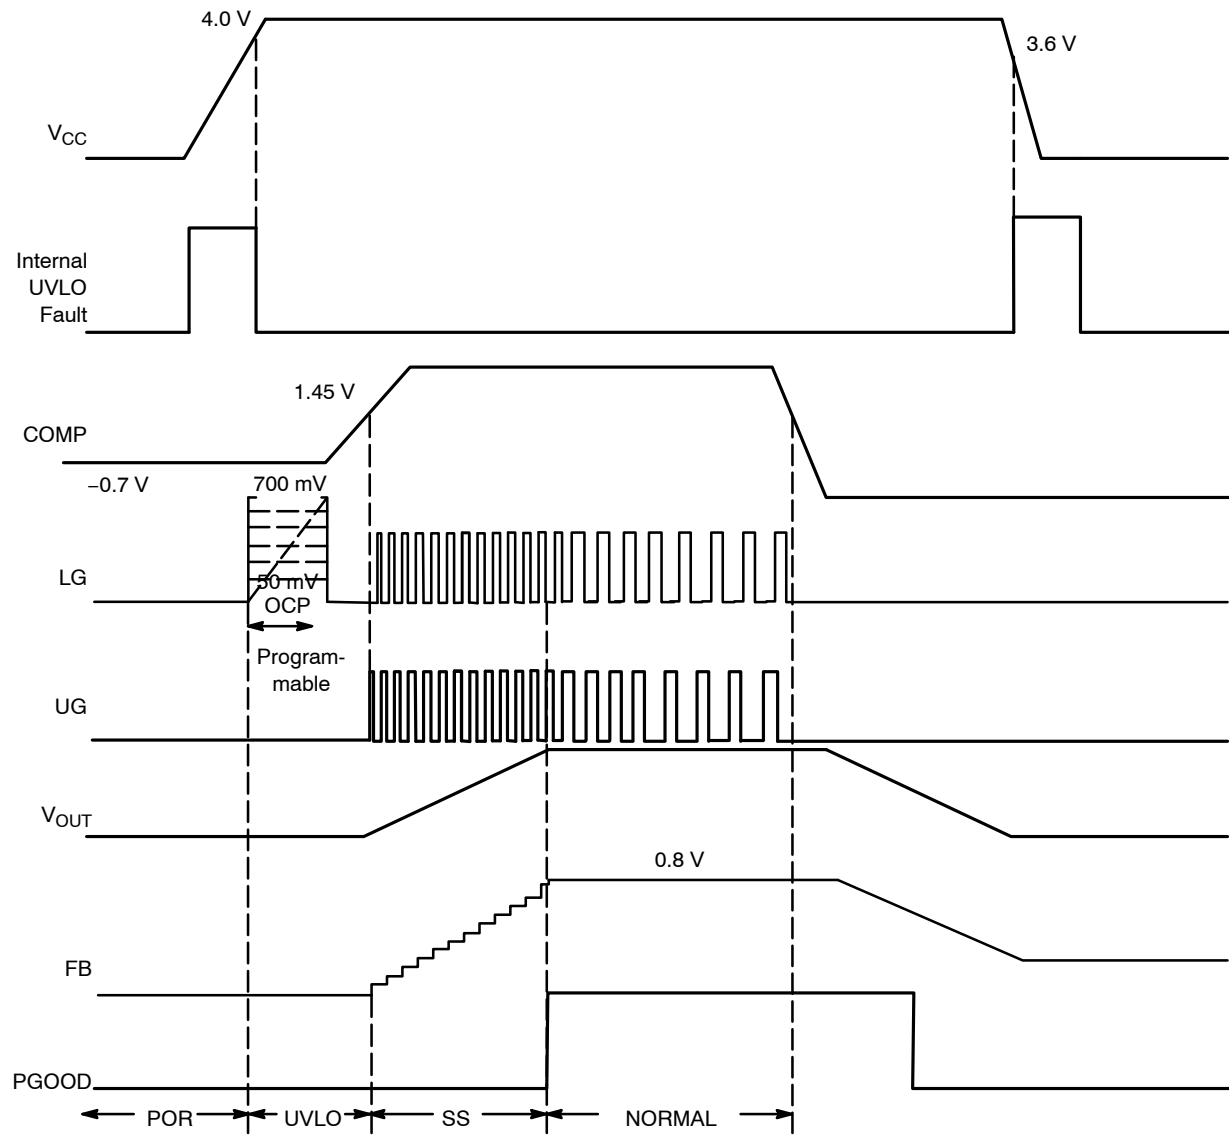 4.0 V
3.6 V
VCC
Internal
UVLO
Fault
1.45 V
COMP
−0.7 V
700 mV
LG
50 mV
OCP
Program-
mable
UG
VOUT
0.8 V
FB
PGOOD
POR UVLO SS NORMAL